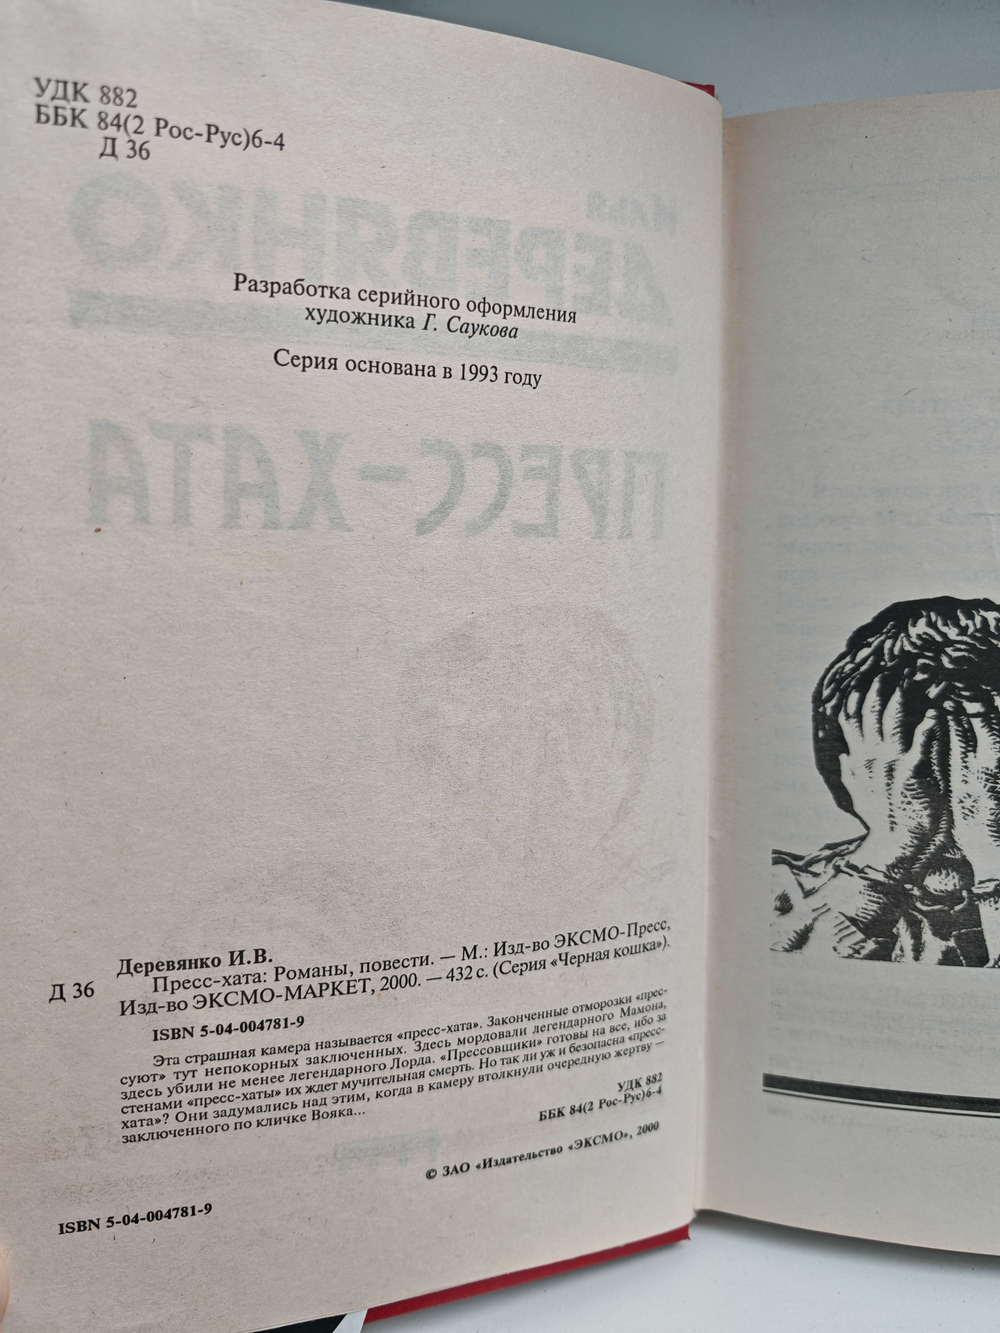 УДК 882
ББК 84(2 Рос-Рус)6-4
Д 36
Илья
ДЕРЕВЯНКО
ПРЕСС-ХАТА
Разработка серийного оформления
художника Г. Саукова
Серия основана в 1993 году
Деревянко И.В.
Д 36 Пресс-хата: Романы, повести. — М.: Изд-во ЭКСМО-Пресс,
Изд-во ЭКСМО-МАРКЕТ, 2000. — 432 с. (Серия «Черная кошка»).
ISBN 5-04-004781-9
Эта страшная камера называется «пресс-хата». Законченные отморозки «прес-
суют» тут непокорных заключенных. Здесь мордовали легендарного Мамона,
здесь убили не менее легендарного Лорда. «Прессовщики» готовы на все, ибо за
стенами «пресс-хаты» их ждет мучительная смерть. Но так ли уж и безопасна «пресс-
хата»? Они задумались над этим, когда в камеру втолкнули очередную жертву —
заключенного по кличке Вояка...
УДК 882
ББК 84(2 Рос-Рус)6-4
© ЗАО «Издательство «ЭКСМО», 2000
ISBN 5-04-004781-9